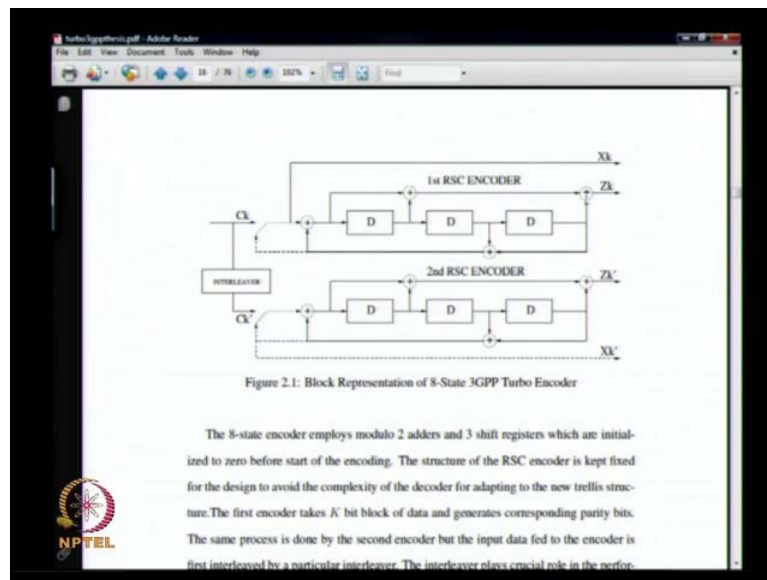 turbo3gppthesis.pdf - Adobe Reader
File Edit View Document Tools Window Help
16 / 76 102% Find
Xk
1st RSC ENCODER
Zk
Ck
D D D
INTERLEAVER
2nd RSC ENCODER
Zk'
Ck'
D D D
Xk'
Figure 2.1: Block Representation of 8-State 3GPP Turbo Encoder
The 8-state encoder employs modulo 2 adders and 3 shift registers which are initial-
ized to zero before start of the encoding. The structure of the RSC encoder is kept fixed
for the design to avoid the complexity of the decoder for adapting to the new trellis struc-
ture.The first encoder takes K bit block of data and generates corresponding parity bits.
The same process is done by the second encoder but the input data fed to the encoder is
first interleaved by a particular interleaver. The interleaver plays crucial role in the perfor-
NPTEL